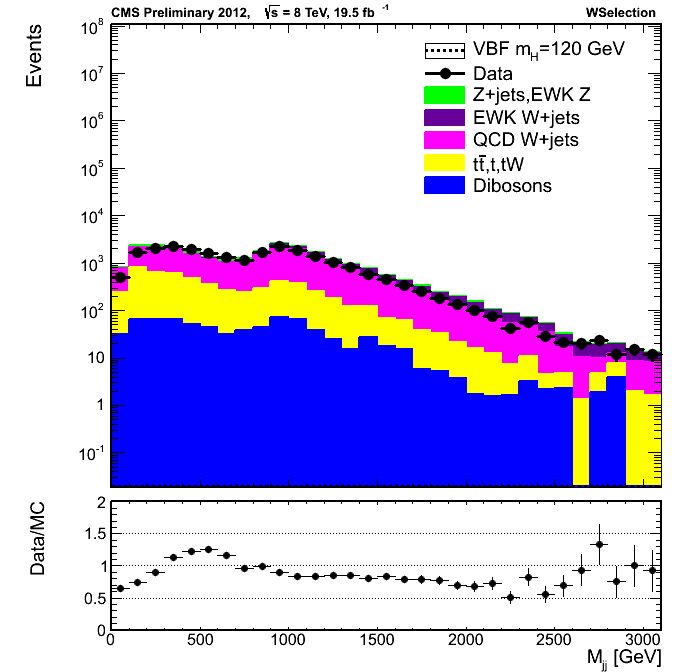 CMS Preliminary 2012, √s = 8 TeV, 19.5 fb⁻¹ WSelection
Events
10⁸
10⁷
10⁶
10⁵
10⁴
10³
10²
10
1
10⁻¹
VBF m_H=120 GeV
Data
Z+jets,EWK Z
EWK W+jets
QCD W+jets
tt̅,t,tW
Dibosons
Data/MC
2
1.5
1
0.5
0
0 500 1000 1500 2000 2500 3000
M_jj [GeV]